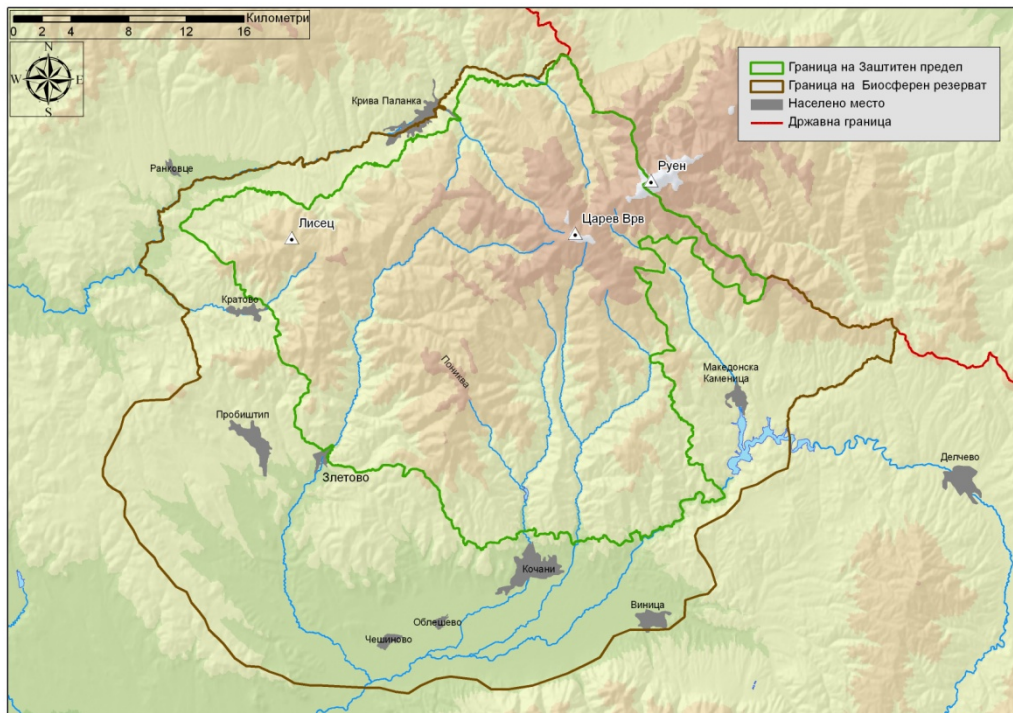 Километри
0 2 4 8 12 16
N
W E
S
Граница на Заштитен предел
Граница на Биосферен резерват
Населено место
Државна граница
Крива Паланка
Ранковце
Руен
Лисец
Царев Врв
Кратово
Пониква
Македонска
Каменица
Пробиштип
Злетово
Делчево
Кочани
Виница
Облешево
Чешиново